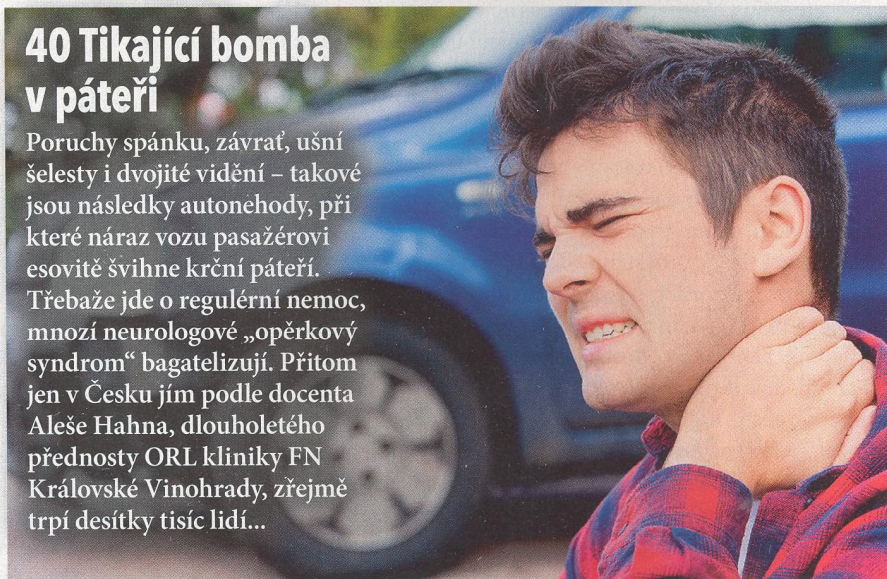 40 Tikající bomba
v páteři
Poruchy spánku, závrať, ušní
šelesty i dvojité vidění – takové
jsou následky autonehody, při
které náraz vozu pasažérovi
esovitě švihne krční páteří.
Třebaže jde o regulérní nemoc,
mnozí neurologové „opěrkový
syndrom“ bagatelizují. Přitom
jen v Česku jím podle docenta
Aleše Hahna, dlouholetého
přednosty ORL kliniky FN
Královské Vinohrady, zřejmě
trpí desítky tisíc lidí...